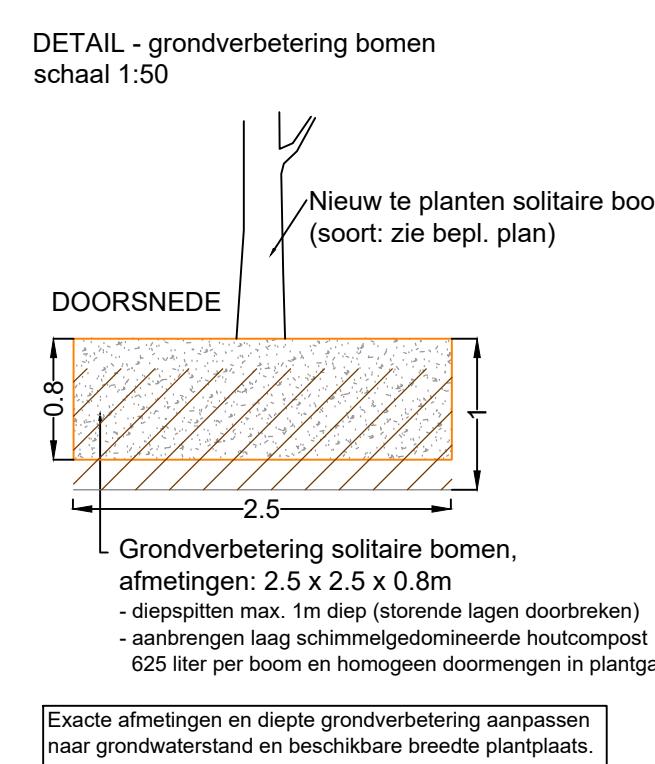 DETAIL - grondverbetering bomen
schaal 1:50
Nieuw te planten solitaire boo
(soort: zie bepl. plan)
DOORSNEDE
0.8
1
2.5
Grondverbetering solitaire bomen,
afmetingen: 2.5 x 2.5 x 0.8m
- diepspitten max. 1m diep (storende lagen doorbreken)
- aanbrengen laag schimmelgedomineerde houtcompost
625 liter per boom en homogeen doormengen in plantga
Exacte afmetingen en diepte grondverbetering aanpassen
naar grondwaterstand en beschikbare breedte plantplaats.